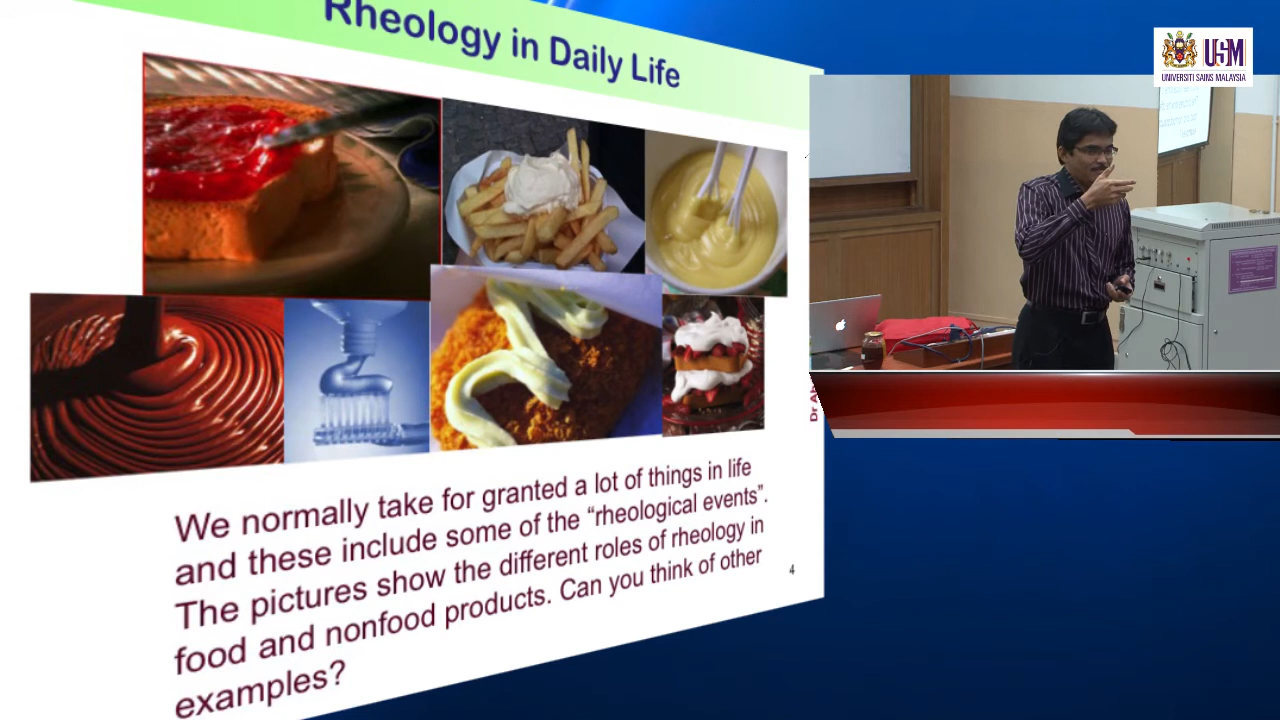 Rheology in Daily Life
USM
UNIVERSITI SAINS MALAYSIA
We normally take for granted a lot of things in life
and these include some of the “rheological events”.
The pictures show the different roles of rheology in
food and nonfood products. Can you think of other
examples?
4
Dr